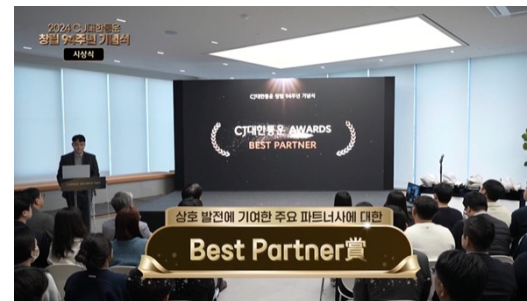 2024 CJ대한통운
창립 94주년 기념식
시상식
CJ대한통운 창립 94주년 기념식
CJ대한통운 AWARDS
BEST PARTNER
상호 발전에 기여한 주요 파트너사에 대한
Best Partner賞